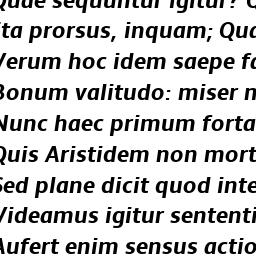 Quae sequuntur igitur? Q
Ita prorsus, inquam; Qua
Verum hoc idem saepe fa
Bonum valitudo: miser m
Nunc haec primum forta
Quis Aristidem non mort
Sed plane dicit quod inte
Videamus igitur sententi
Aufert enim sensus actio